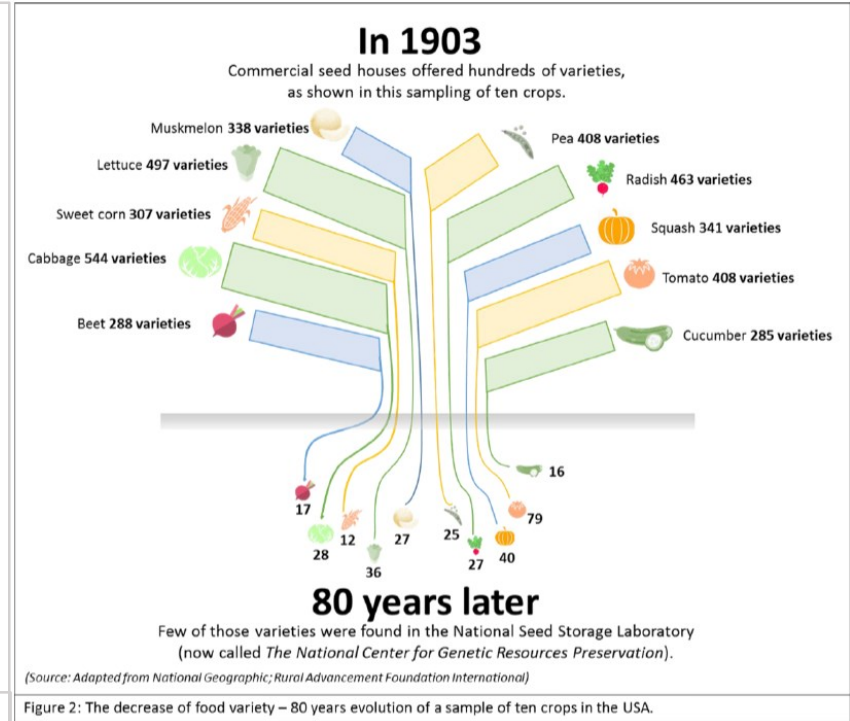 In 1903
Commercial seed houses offered hundreds of varieties,
as shown in this sampling of ten crops.
Muskmelon 338 varieties
Lettuce 497 varieties
Sweet corn 307 varieties
Cabbage 544 varieties
Beet 288 varieties
Pea 408 varieties
Radish 463 varieties
Squash 341 varieties
Tomato 408 varieties
Cucumber 285 varieties
17
28
12
36
27
25
27
40
79
16
80 years later
Few of those varieties were found in the National Seed Storage Laboratory
(now called The National Center for Genetic Resources Preservation).
(Source: Adapted from National Geographic; Rural Advancement Foundation International)
Figure 2: The decrease of food variety – 80 years evolution of a sample of ten crops in the USA.